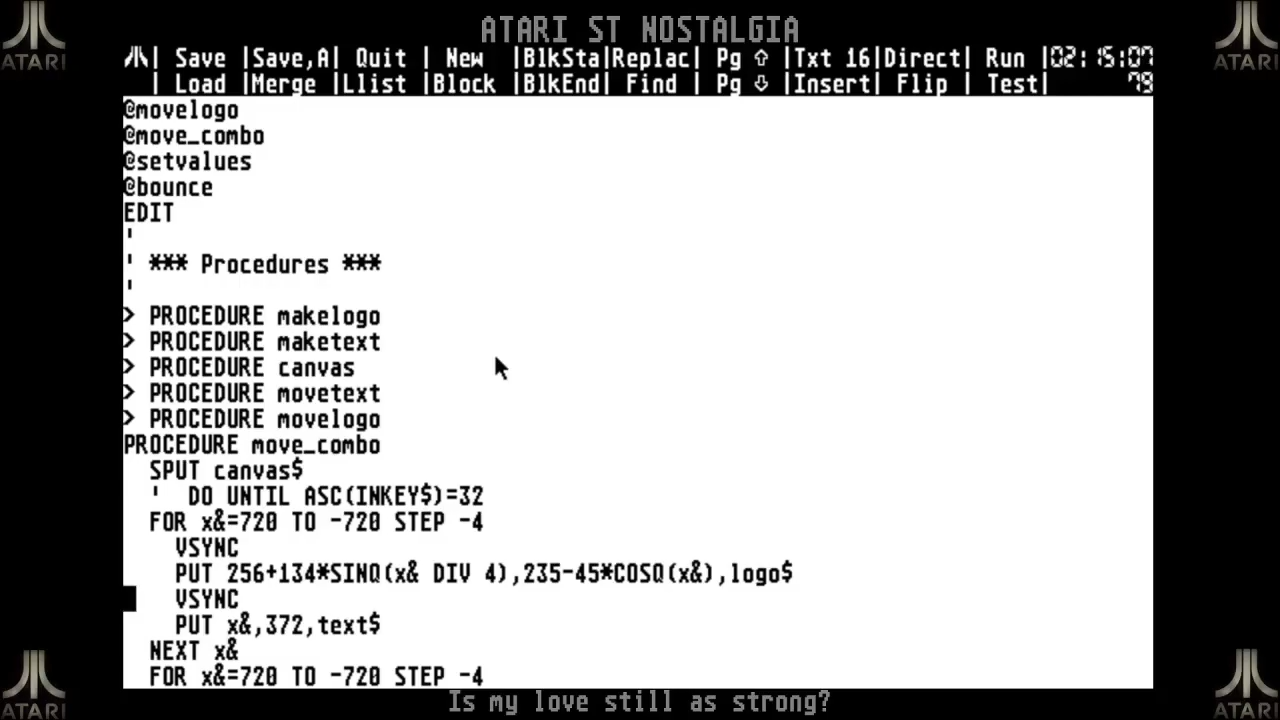 ATARI ST NOSTALGIA
ATARI
ATARI
| Save |Save,A| Quit | New |BlkSta|Replac| Pg ⇧ |Txt 16|Direct| Run |02:15:07
| Load |Merge |Llist |Block |BlkEnd| Find | Pg ⇩ |Insert| Flip | Test| 79
@movelogo
@move_combo
@setvalues
@bounce
EDIT
'
' *** Procedures ***
'
> PROCEDURE makelogo
> PROCEDURE maketext
> PROCEDURE canvas
> PROCEDURE movetext
> PROCEDURE movelogo
PROCEDURE move_combo
SPUT canvas$
' DO UNTIL ASC(INKEY$)=32
FOR x&=720 TO -720 STEP -4
VSYNC
PUT 256+134*SINQ(x& DIV 4),235-45*COSQ(x&),logo$
VSYNC
PUT x&,372,text$
NEXT x&
FOR x&=720 TO -720 STEP -4
Is my love still as strong?
ATARI
ATARI